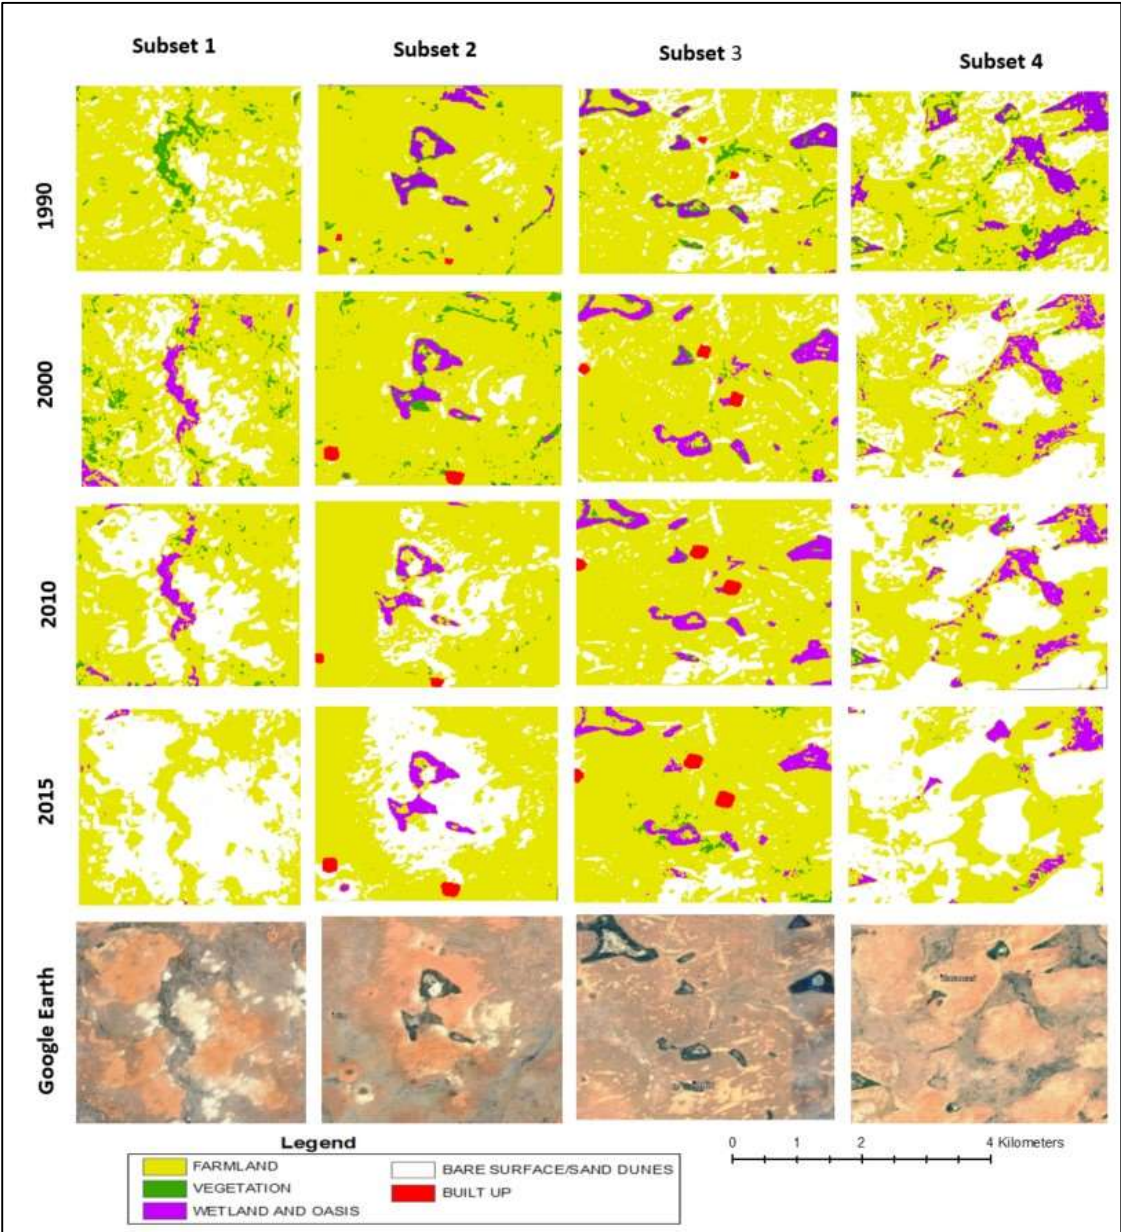 Subset 1
Subset 2
Subset 3
Subset 4
1990
2000
2010
2015
Google Earth
Legend
FARMLAND
VEGETATION
WETLAND AND OASIS
BARE SURFACE/SAND DUNES
BUILT UP
0 1 2 4 Kilometers